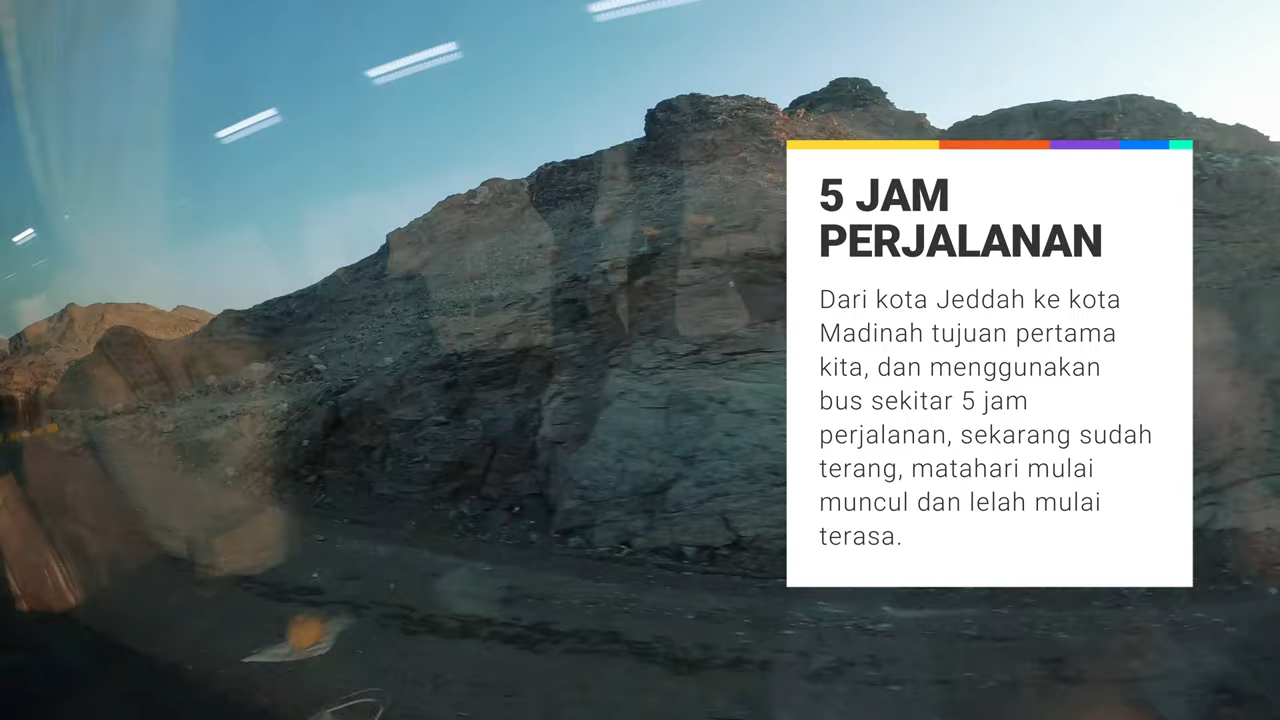 5 JAM
PERJALANAN
Dari kota Jeddah ke kota
Madinah tujuan pertama
kita, dan menggunakan
bus sekitar 5 jam
perjalanan, sekarang sudah
terang, matahari mulai
muncul dan lelah mulai
terasa.